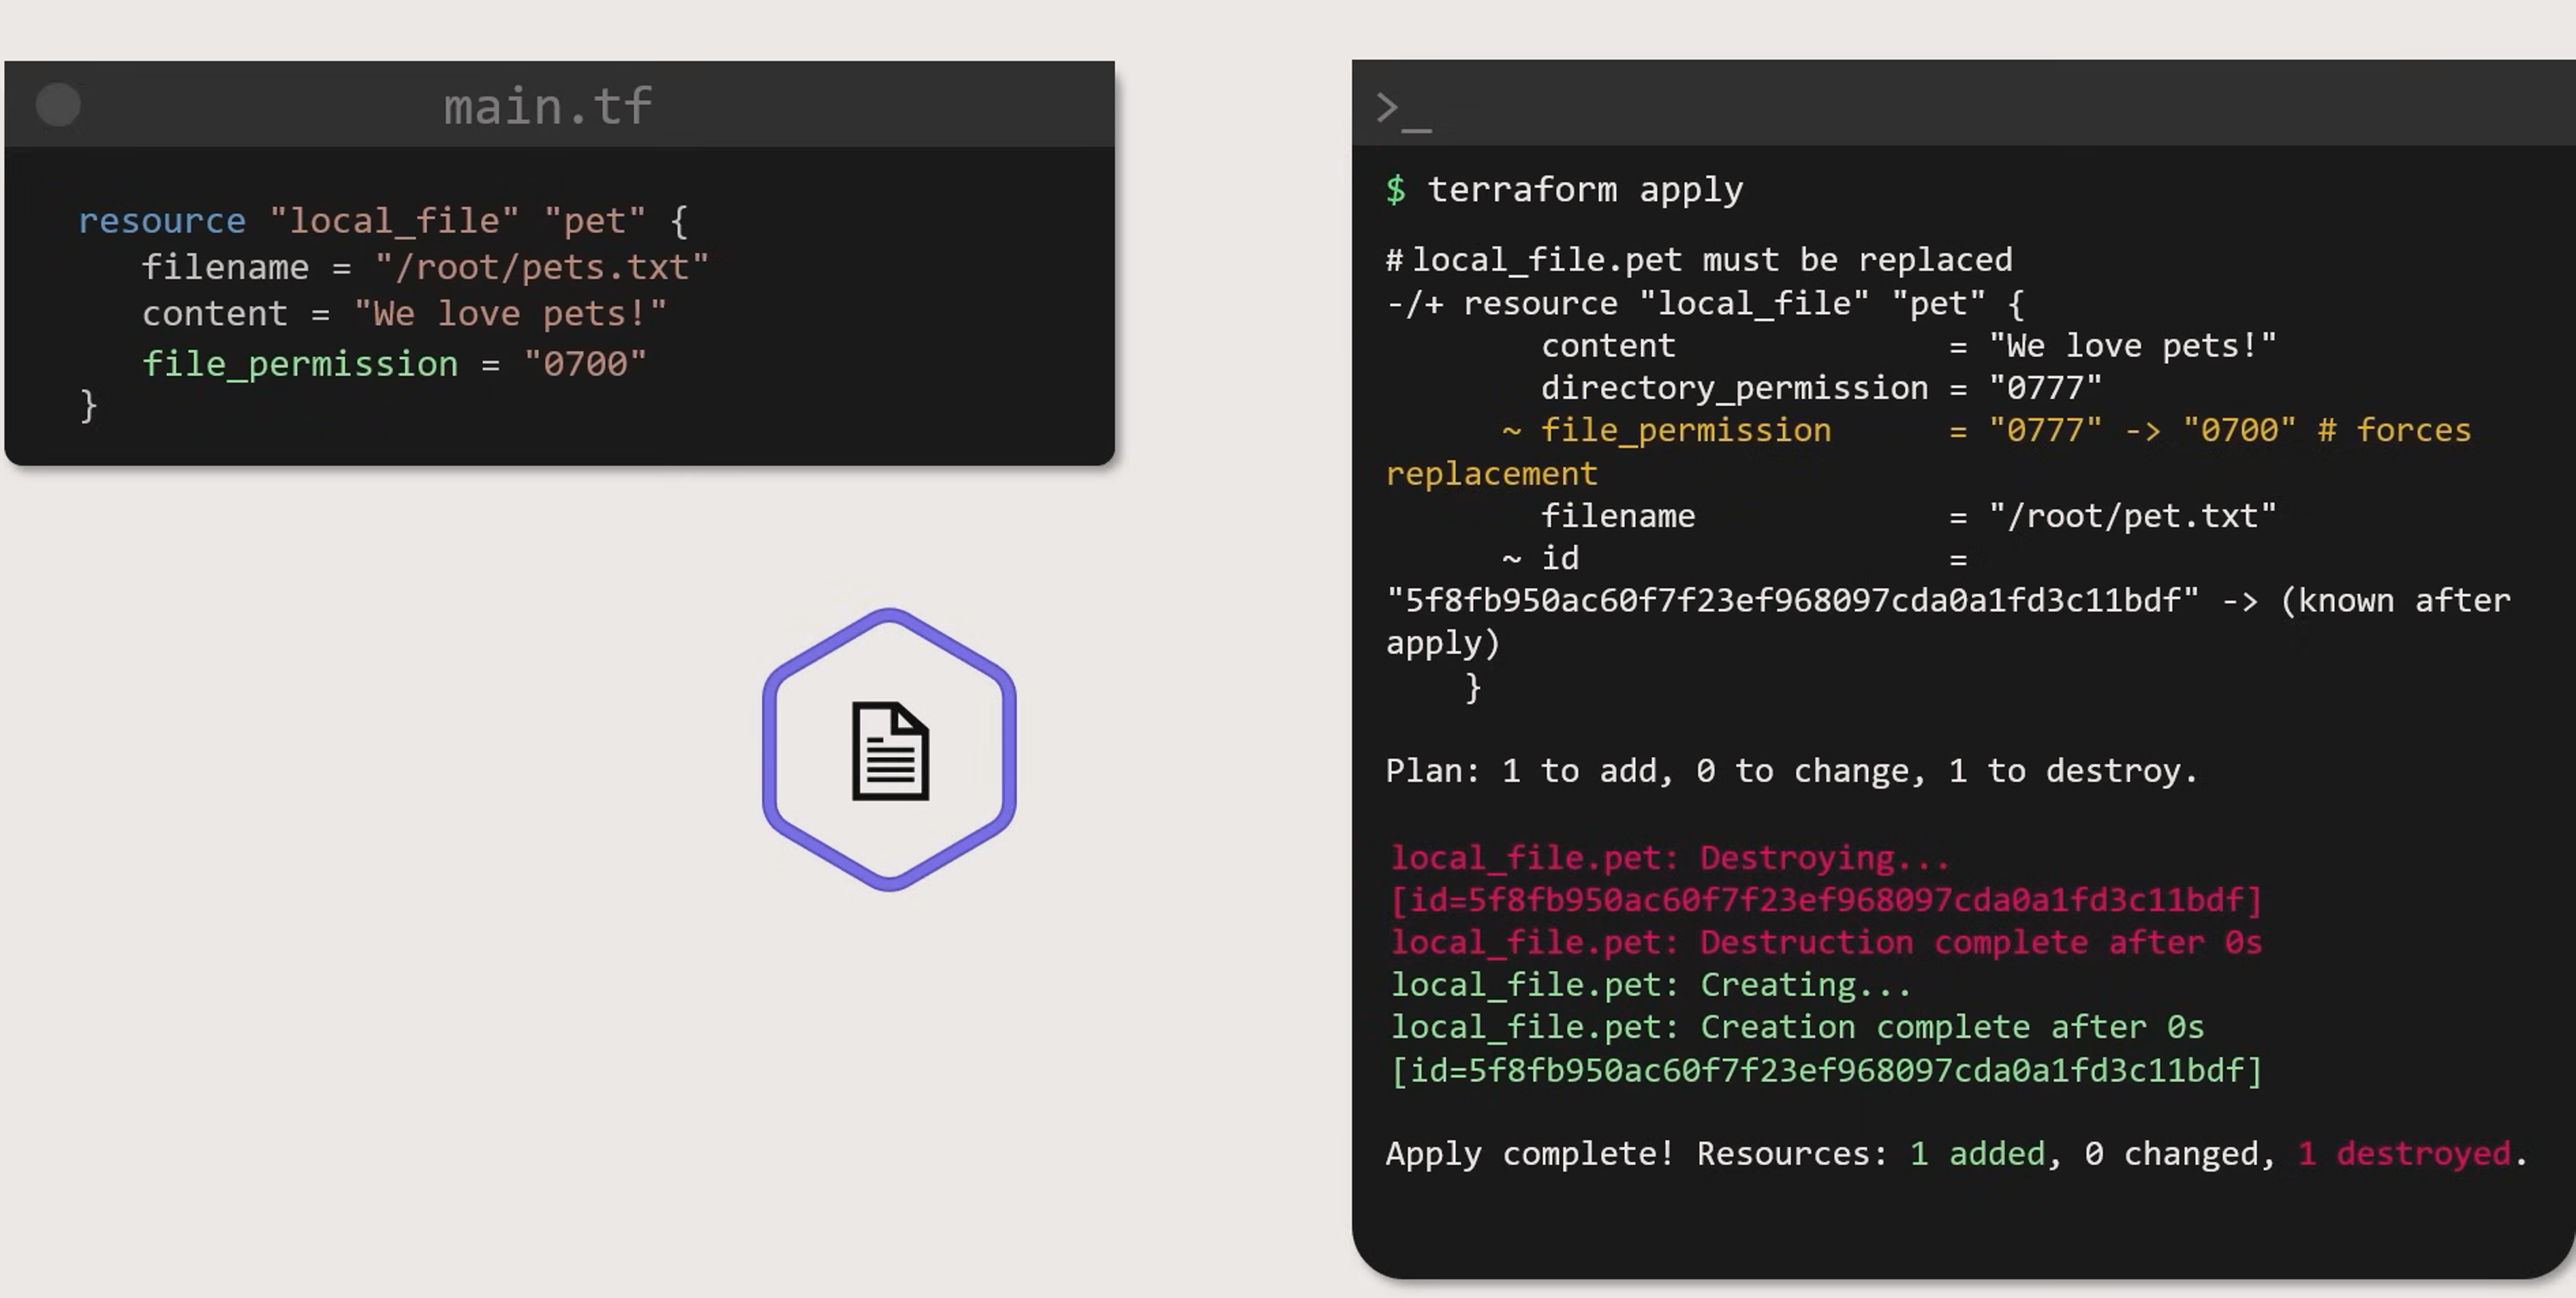 main.tf
resource "local_file" "pet" {
filename = "/root/pets.txt"
content = "We love pets!"
file_permission = "0700"
}
>_
$ terraform apply
# local_file.pet must be replaced
-/+ resource "local_file" "pet" {
content = "We love pets!"
directory_permission = "0777"
~ file_permission = "0777" -> "0700" # forces
replacement
filename = "/root/pet.txt"
~ id =
"5f8fb950ac60f7f23ef968097cda0a1fd3c11bdf" -> (known after
apply)
}
Plan: 1 to add, 0 to change, 1 to destroy.
local_file.pet: Destroying...
[id=5f8fb950ac60f7f23ef968097cda0a1fd3c11bdf]
local_file.pet: Destruction complete after 0s
local_file.pet: Creating...
local_file.pet: Creation complete after 0s
[id=5f8fb950ac60f7f23ef968097cda0a1fd3c11bdf]
Apply complete! Resources: 1 added, 0 changed, 1 destroyed.